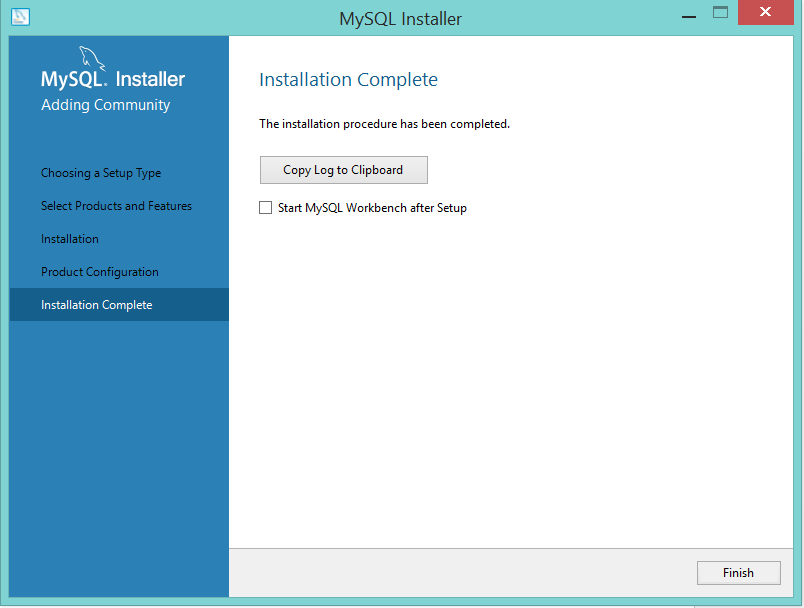 MySQL Installer
MySQL. Installer
Adding Community
Choosing a Setup Type
Select Products and Features
Installation
Product Configuration
Installation Complete
Installation Complete
The installation procedure has been completed.
Copy Log to Clipboard
Start MySQL Workbench after Setup
Finish